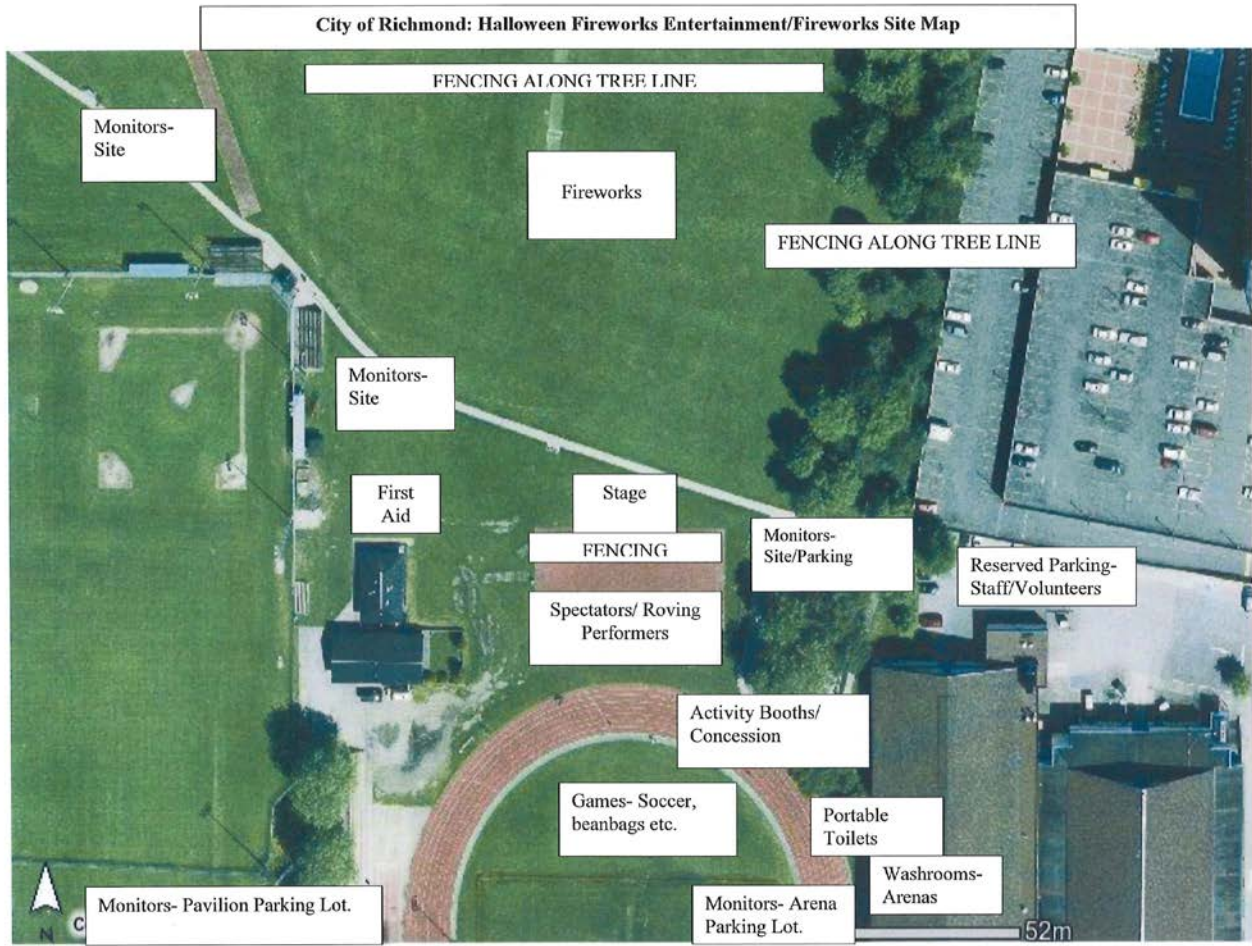 City of Richmond: Halloween Fireworks Entertainment/Fireworks Site Map
FENCING ALONG TREE LINE
Monitors-
Site
Fireworks
FENCING ALONG TREE LINE
Monitors-
Site
First
Aid
Stage
FENCING
Monitors-
Site/Parking
Reserved Parking-
Staff/Volunteers
Spectators/ Roving
Performers
Activity Booths/
Concession
Games- Soccer,
beanbags etc.
Portable
Toilets
Washrooms-
Arenas
Monitors- Pavilion Parking Lot.
Monitors- Arena
Parking Lot.
N
C
52m